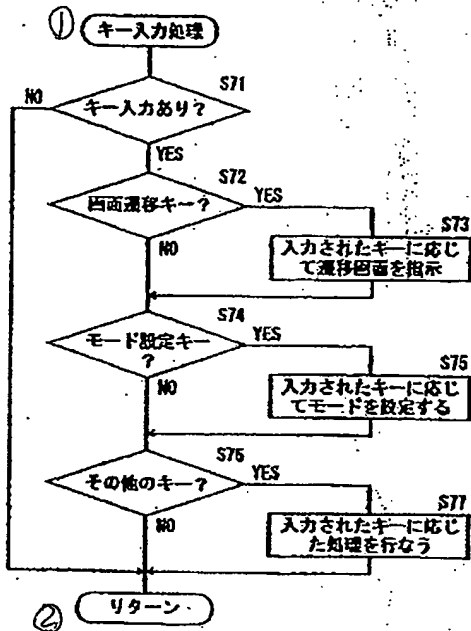 ①
キー入力処理
S71
NO
キー入力あり?
YES
S72
画面遷移キー?
YES
S73
NO
入力されたキーに応じ
て遷移画面を指示
S74
モード設定キー
?
YES
S75
NO
入力されたキーに応じ
てモードを設定する
S76
その他のキー?
YES
S77
NO
入力されたキーに応じ
た処理を行なう
②
リターン